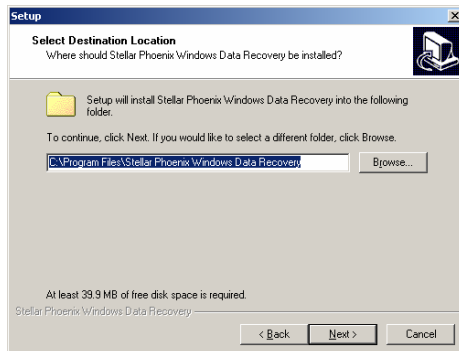 Setup
Select Destination Location
Where should Stellar Phoenix Windows Data Recovery be installed?
Setup will install Stellar Phoenix Windows Data Recovery into the following
folder.
To continue, click Next. If you would like to select a different folder, click Browse.
C:\Program Files\Stellar Phoenix Windows Data Recovery
Browse...
At least 39.9 MB of free disk space is required.
Stellar Phoenix Windows Data Recovery
< Back
Next >
Cancel